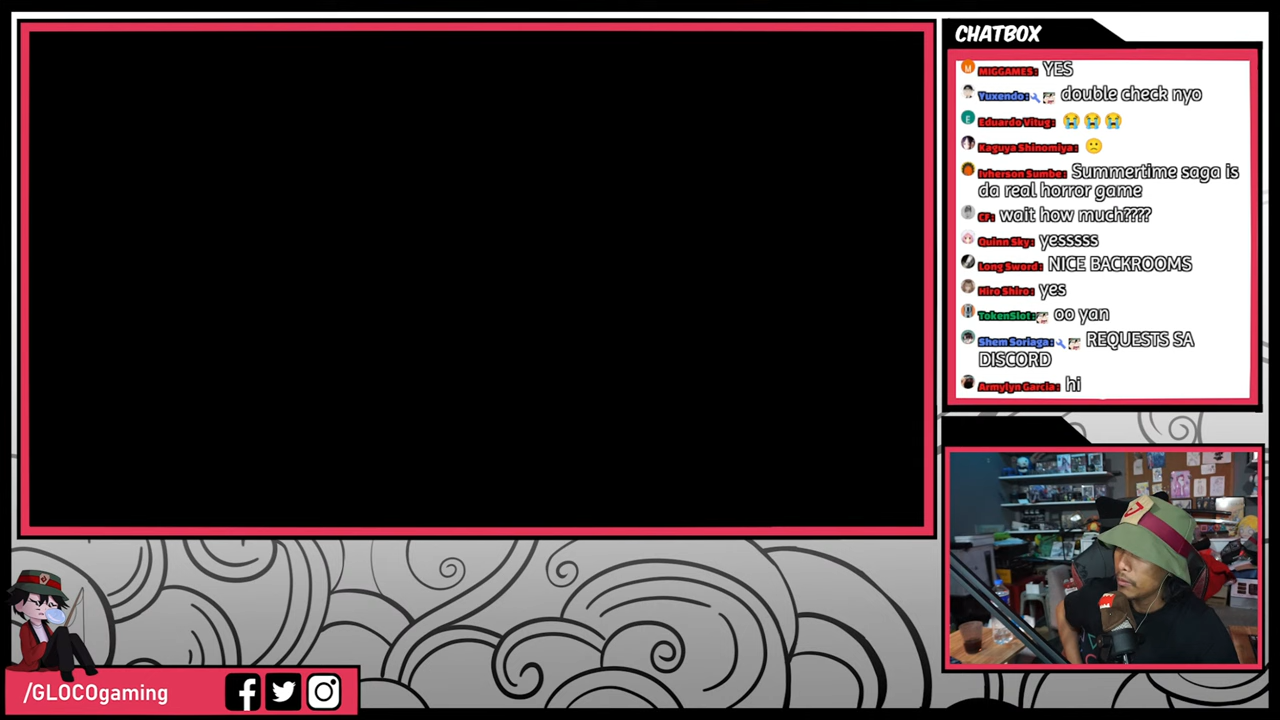 CHATBOX
MIGGAMES: YES
Yuxendo: double check nyo
Eduardo Vitug: 😭😭😭
Kaguya Shinomiya: 🙁
Ivherson Sumbe: Summertime saga is
da real horror game
CF: wait how much????
Quinn Sky: yesssss
Long Sword: NICE BACKROOMS
Hiro Shiro: yes
TokenSlot: oo yan
Shem Soriaga: REQUESTS SA
DISCORD
Armylyn Garcia: hi
/GLOCOgaming